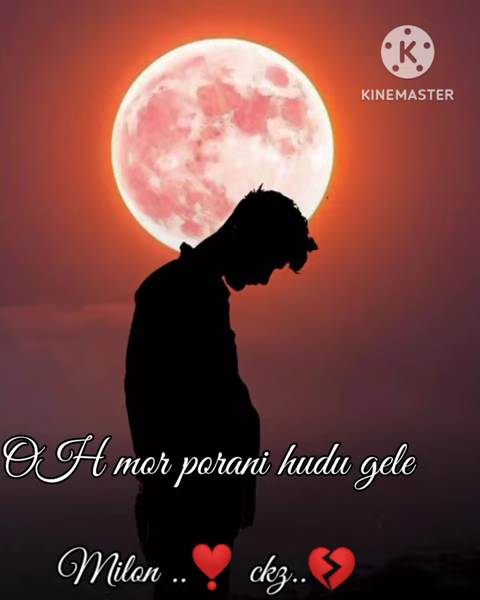 KINEMASTER
OH mor porani hudu gele
Milon ..❣️ ckz..💔